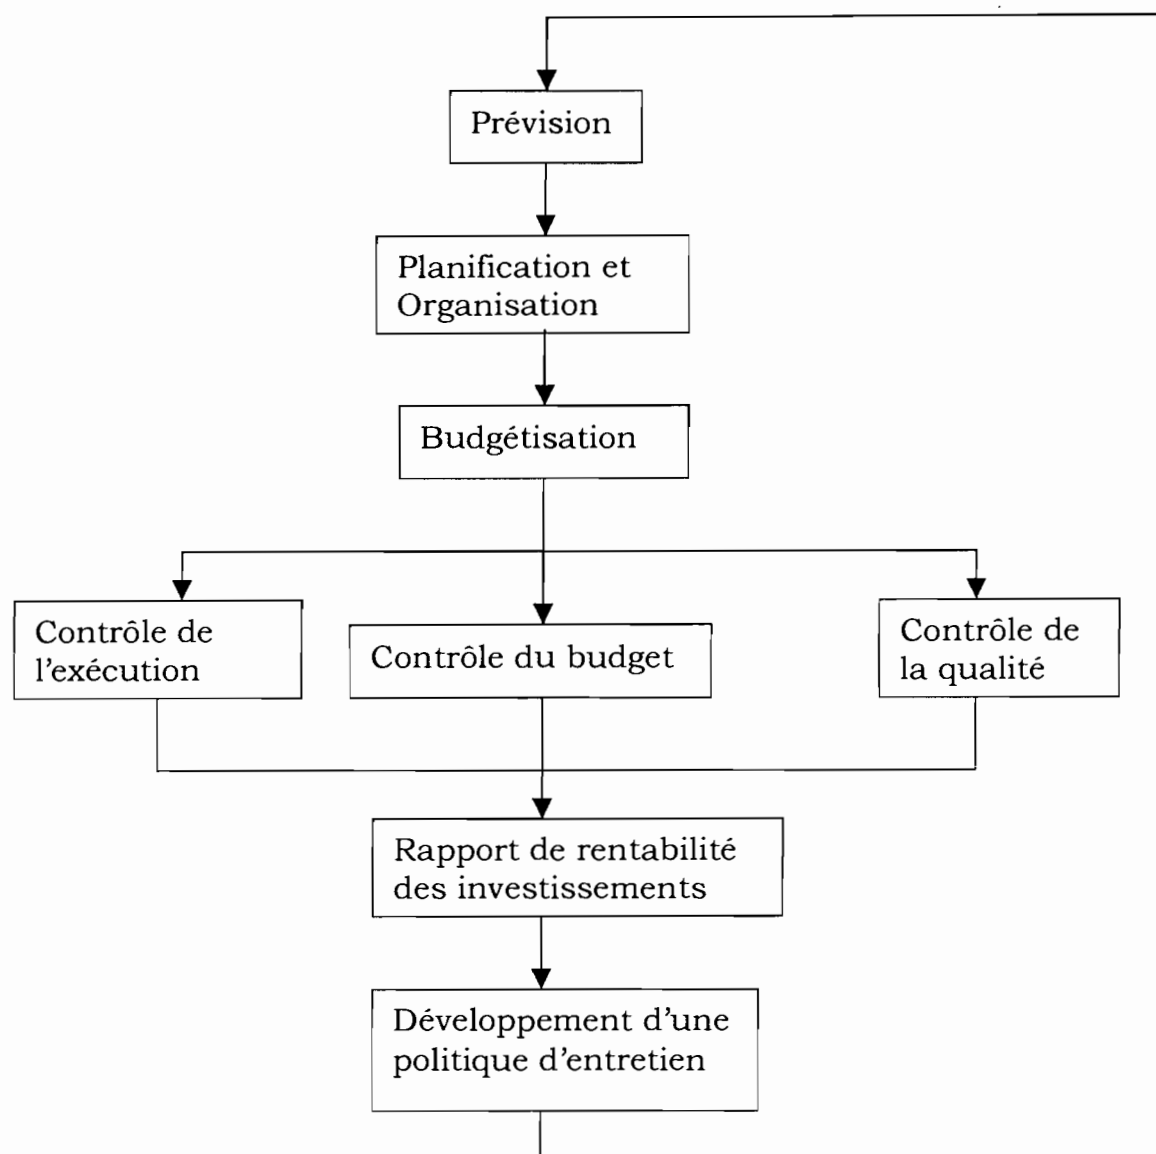 Prévision
Planification et
Organisation
Budgétisation
Contrôle de
l'exécution
Contrôle du budget
Contrôle de
la qualité
Rapport de rentabilité
des investissements
Développement d'une
politique d'entretien